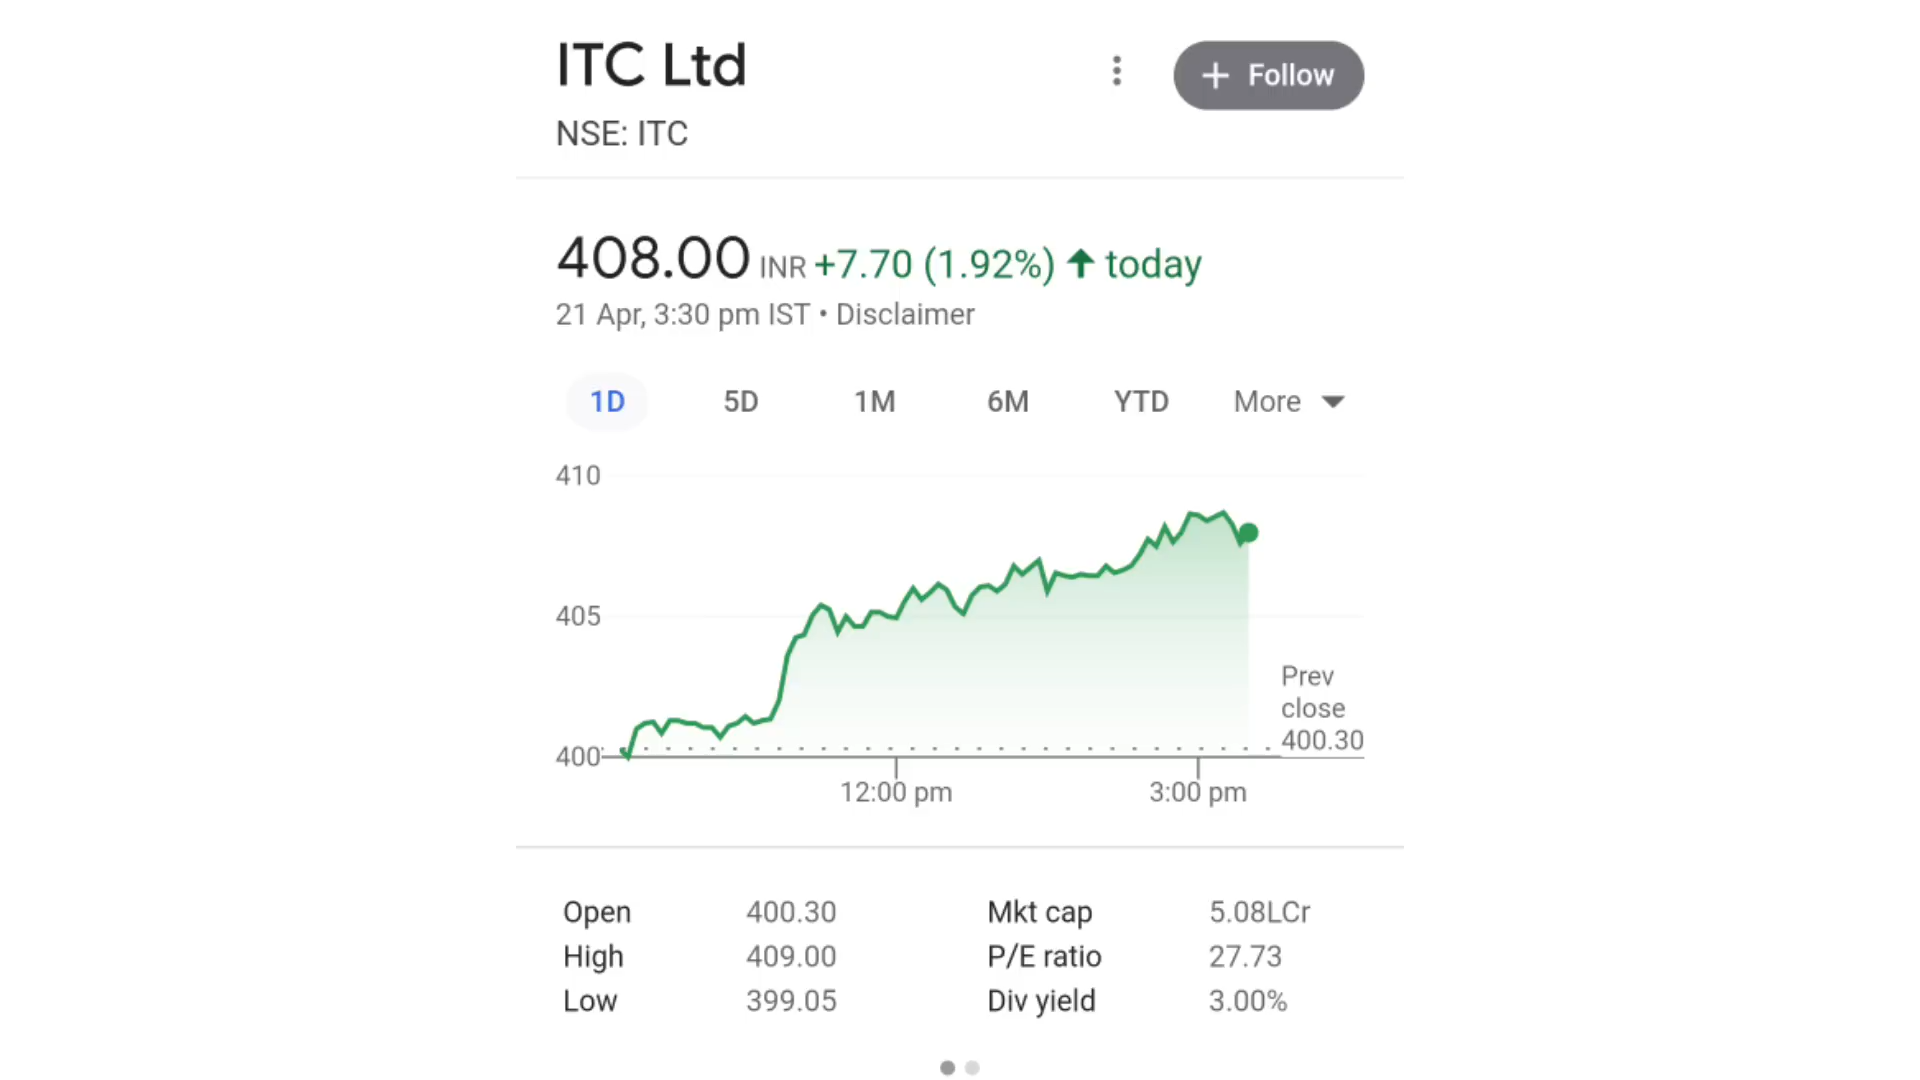 ITC Ltd
+ Follow
NSE: ITC
408.00 INR +7.70 (1.92%) ↑ today
21 Apr, 3:30 pm IST • Disclaimer
1D 5D 1M 6M YTD More
410
405
400
Prev
close
400.30
12:00 pm 3:00 pm
Open 400.30 Mkt cap 5.08LCr
High 409.00 P/E ratio 27.73
Low 399.05 Div yield 3.00%